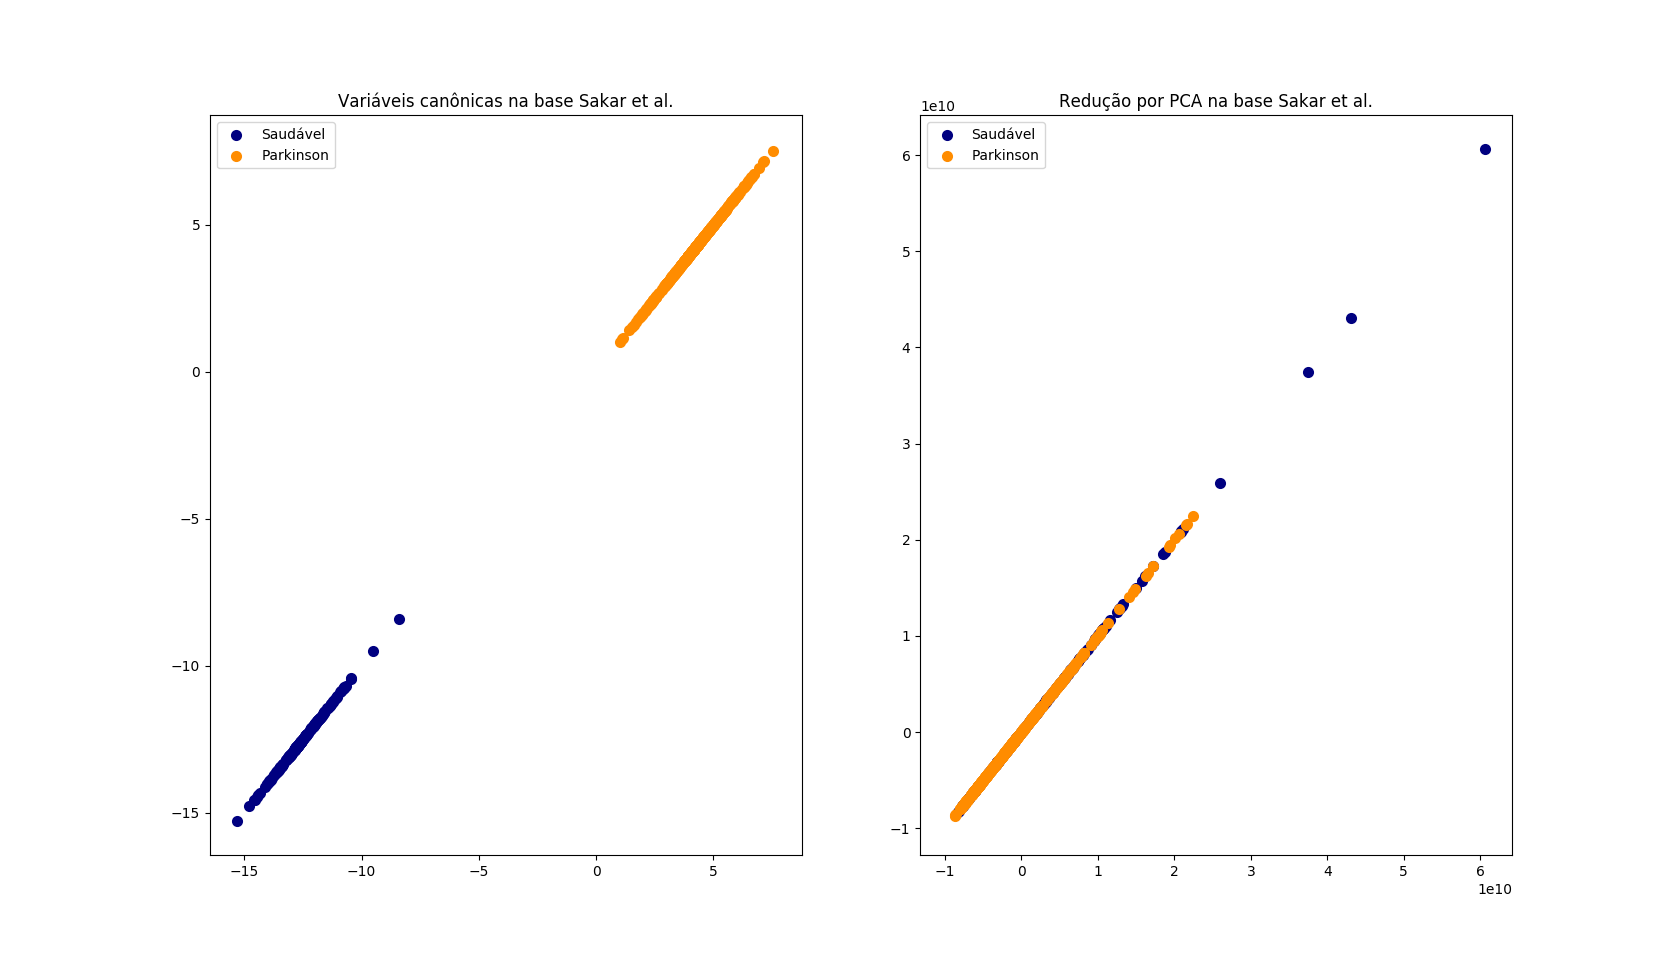 Variáveis canônicas na base Sakar et al.
Saudável
Parkinson
5
0
−5
−10
−15
−15 −10 −5 0 5
Redução por PCA na base Sakar et al.
1e10
Saudável
Parkinson
6
5
4
3
2
1
0
−1
−1 0 1 2 3 4 5 6
1e10